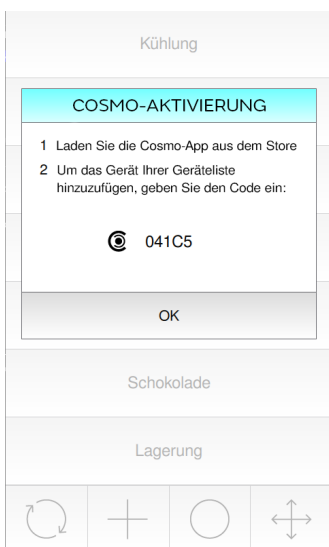 Kühlung
COSMO-AKTIVIERUNG
1 Laden Sie die Cosmo-App aus dem Store
2 Um das Gerät Ihrer Geräteliste
hinzuzufügen, geben Sie den Code ein:
041C5
OK
Schokolade
Lagerung